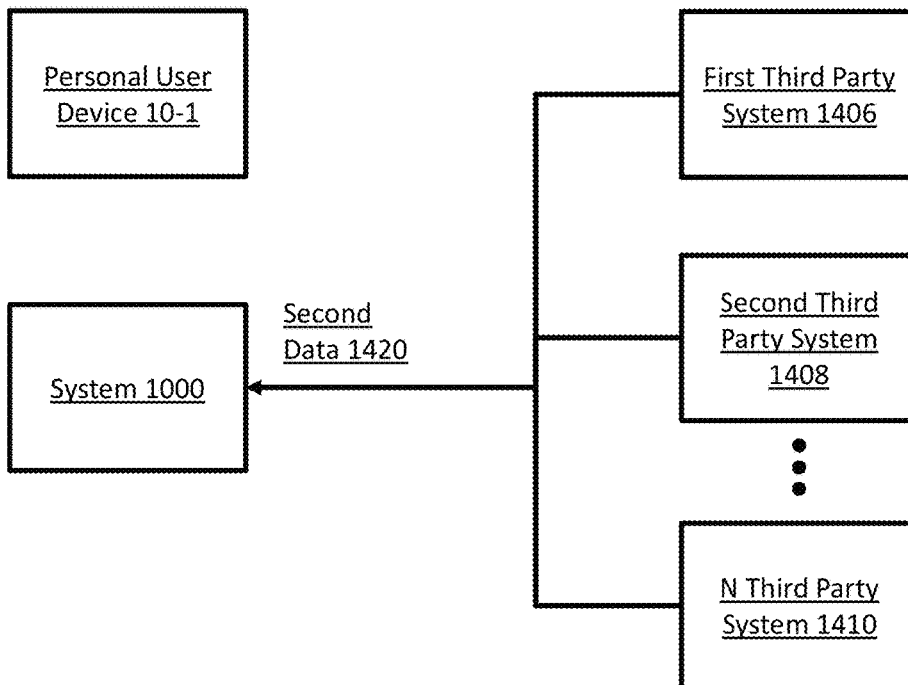 Personal User
Device 10-1
First Third Party
System 1406
Second
Data 1420
System 1000
Second Third
Party System
1408
N Third Party
System 1410